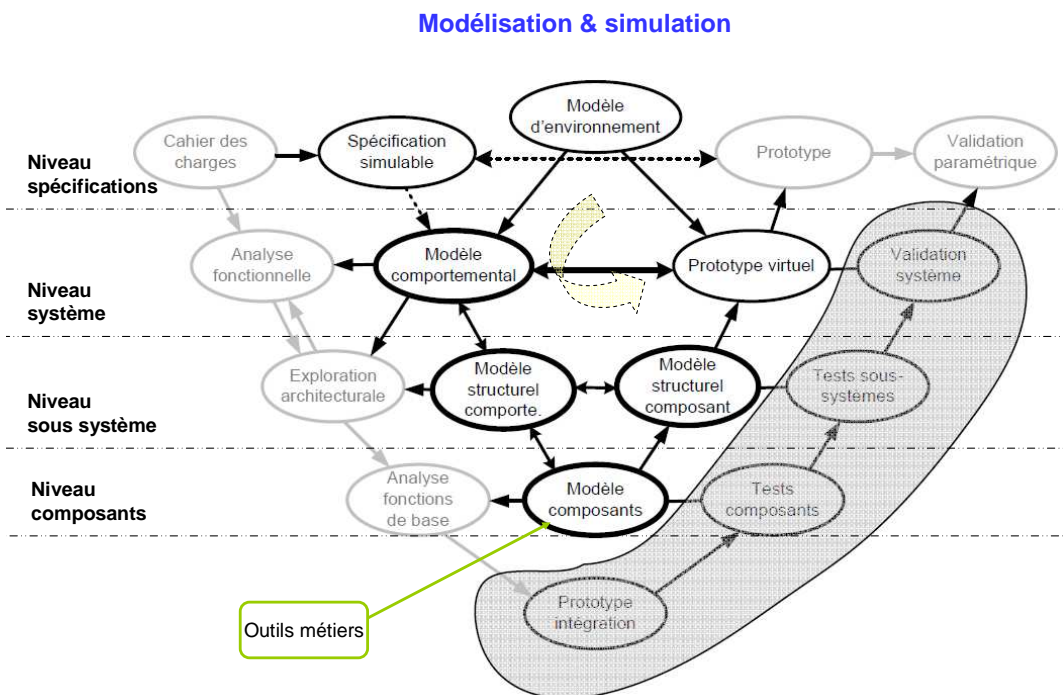 Modélisation & simulation
Modèle
d'environnement
Cahier des
charges
Spécification
simulable
Prototype
Validation
paramétrique
Niveau
spécifications
Analyse
fonctionnelle
Modèle
comportemental
Prototype virtuel
Validation
système
Niveau
système
Exploration
architecturale
Modèle
structurel
comporte.
Modèle
structurel
composant
Tests sous-
systèmes
Niveau
sous système
Analyse
fonctions
de base
Modèle
composants
Tests
composants
Niveau
composants
Prototype
intégration
Outils métiers